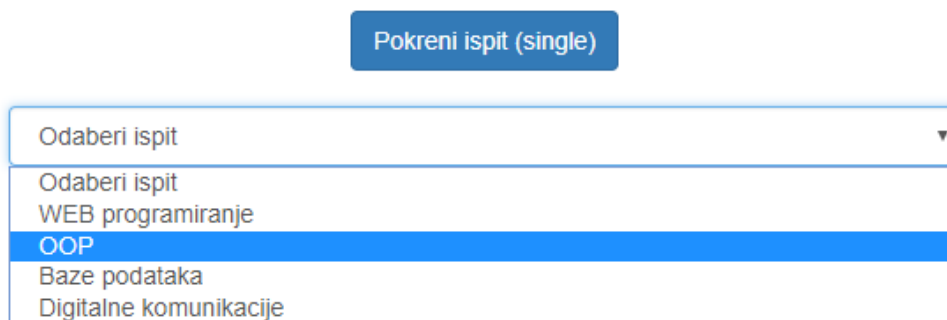 Pokreni ispit (single)
Odaberi ispit
Odaberi ispit
WEB programiranje
OOP
Baze podataka
Digitalne komunikacije